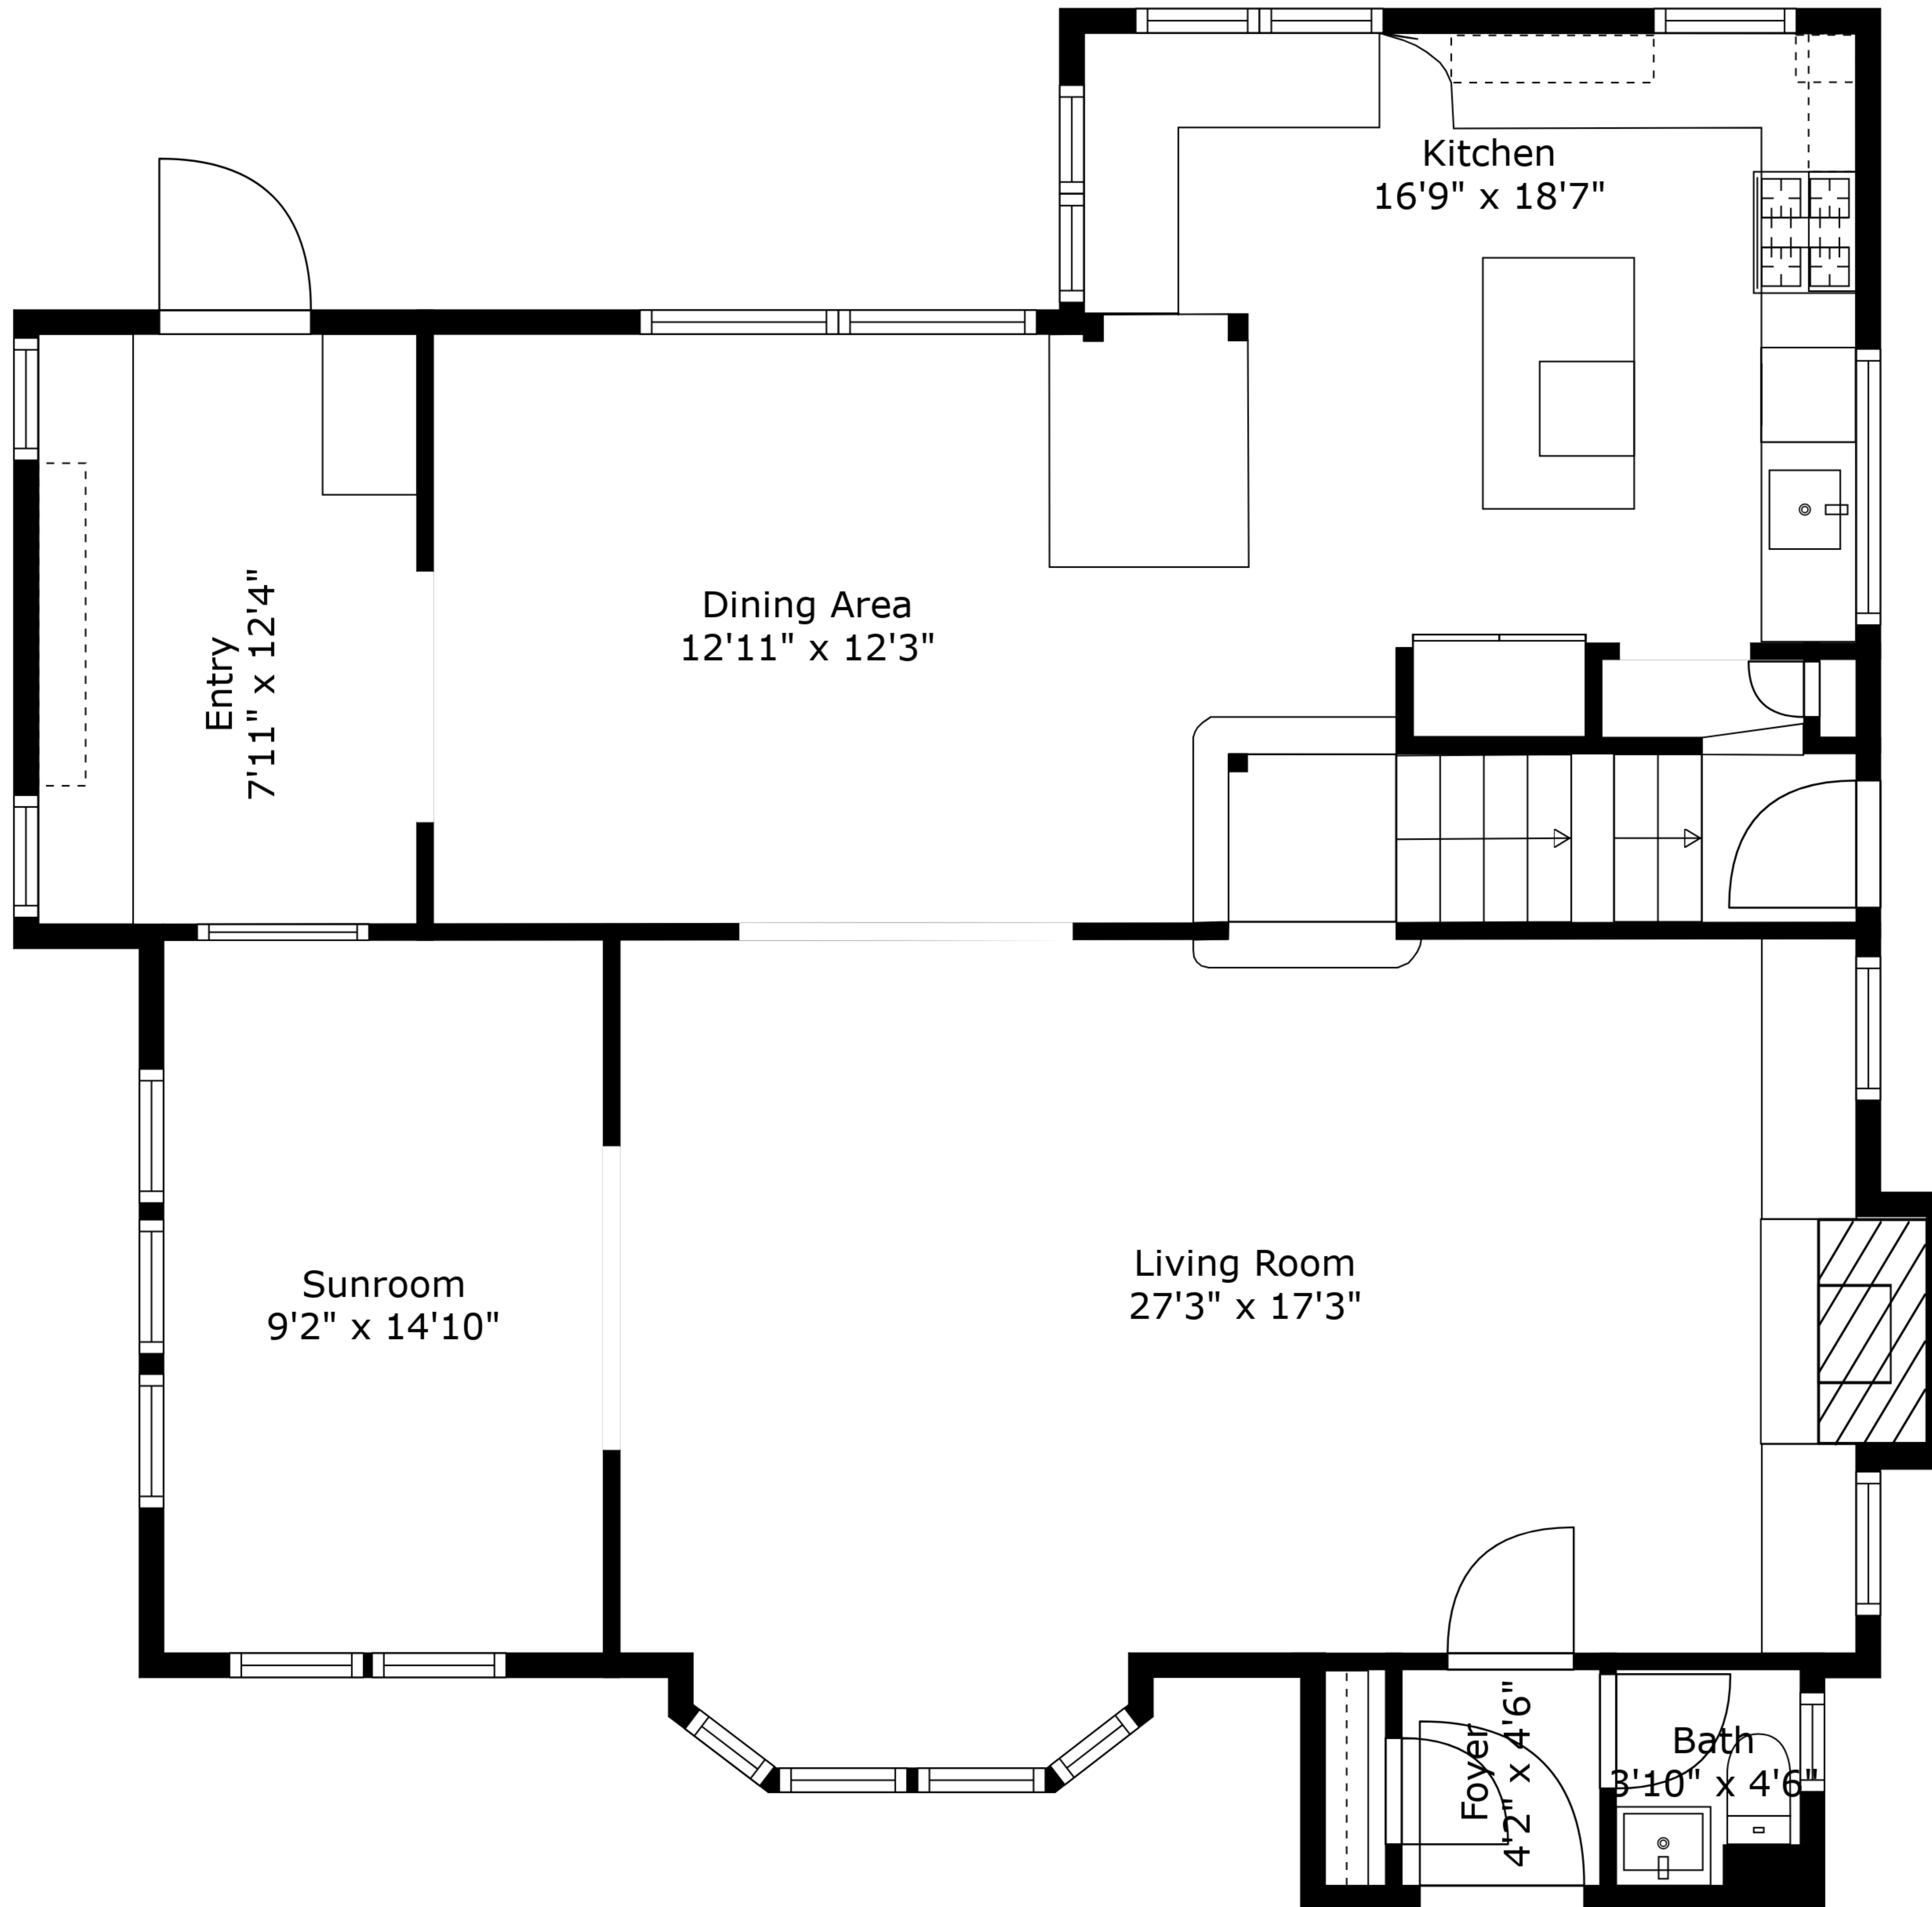 Kitchen
16'9" x 18'7"
Dining Area
12'11" x 12'3"
Entry
7'11" x 12'4"
Sunroom
9'2" x 14'10"
Living Room
27'3" x 17'3"
Foyer
4'2" x 4'6"
Bath
3'10" x 4'6"